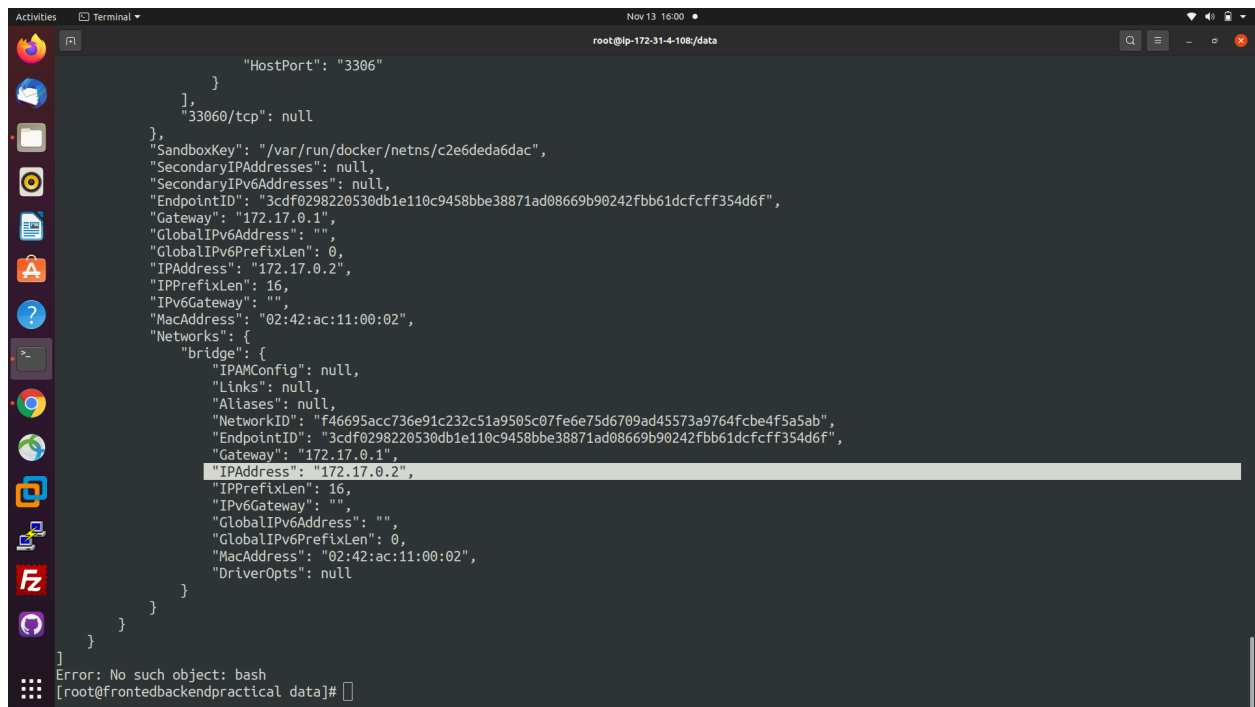 Activities
Terminal
Nov 13 16:00
root@ip-172-31-4-108:/data
"HostPort": "3306"
}
],
"33060/tcp": null
},
"SandboxKey": "/var/run/docker/netns/c2e6deda6dac",
"SecondaryIPAddresses": null,
"SecondaryIPv6Addresses": null,
"EndpointID": "3cdf0298220530db1e110c9458bbe38871ad08669b90242fbb61dcfcff354d6f",
"Gateway": "172.17.0.1",
"GlobalIPv6Address": "",
"GlobalIPv6PrefixLen": 0,
"IPAddress": "172.17.0.2",
"IPPrefixLen": 16,
"IPv6Gateway": "",
"MacAddress": "02:42:ac:11:00:02",
"Networks": {
"bridge": {
"IPAMConfig": null,
"Links": null,
"Aliases": null,
"NetworkID": "f46695acc736e91c232c51a9505c07fe6e75d6709ad45573a9764fcbe4f5a5ab",
"EndpointID": "3cdf0298220530db1e110c9458bbe38871ad08669b90242fbb61dcfcff354d6f",
"Gateway": "172.17.0.1",
"IPAddress": "172.17.0.2",
"IPPrefixLen": 16,
"IPv6Gateway": "",
"GlobalIPv6Address": "",
"GlobalIPv6PrefixLen": 0,
"MacAddress": "02:42:ac:11:00:02",
"DriverOpts": null
}
}
}
}
]
Error: No such object: bash
[root@frontedbackendpractical data]#